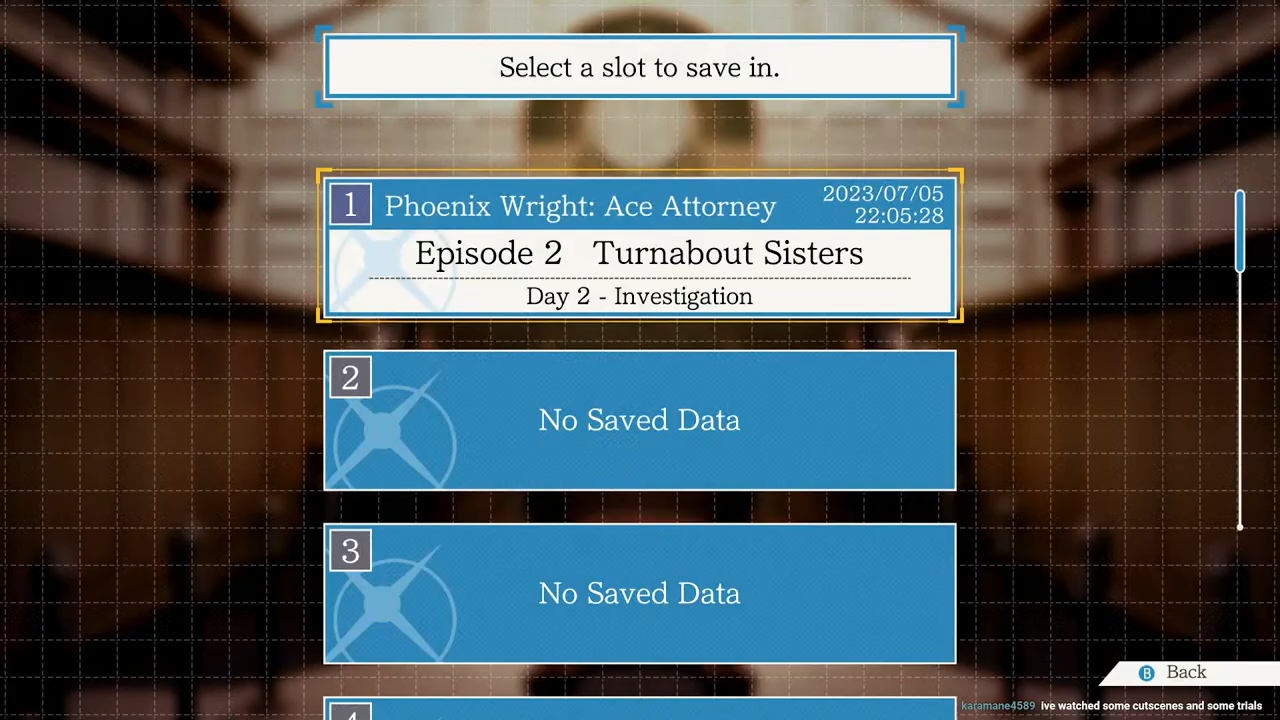 Select a slot to save in.
1 Phoenix Wright: Ace Attorney 2023/07/05
22:05:28
Episode 2 Turnabout Sisters
Day 2 - Investigation
2
No Saved Data
3
No Saved Data
4
B Back
karamane4589 ive watched some cutscenes and some trials